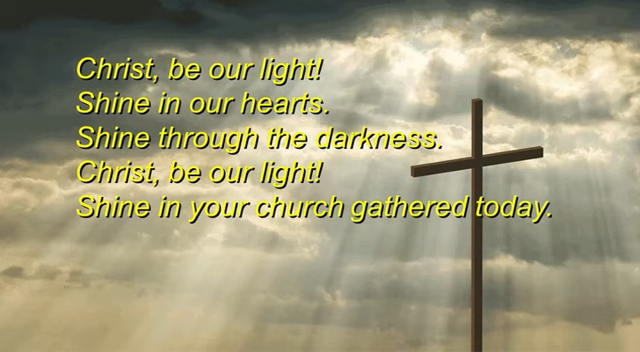 Christ, be our light!
Shine in our hearts.
Shine through the darkness.
Christ, be our light!
Shine in your church gathered today.